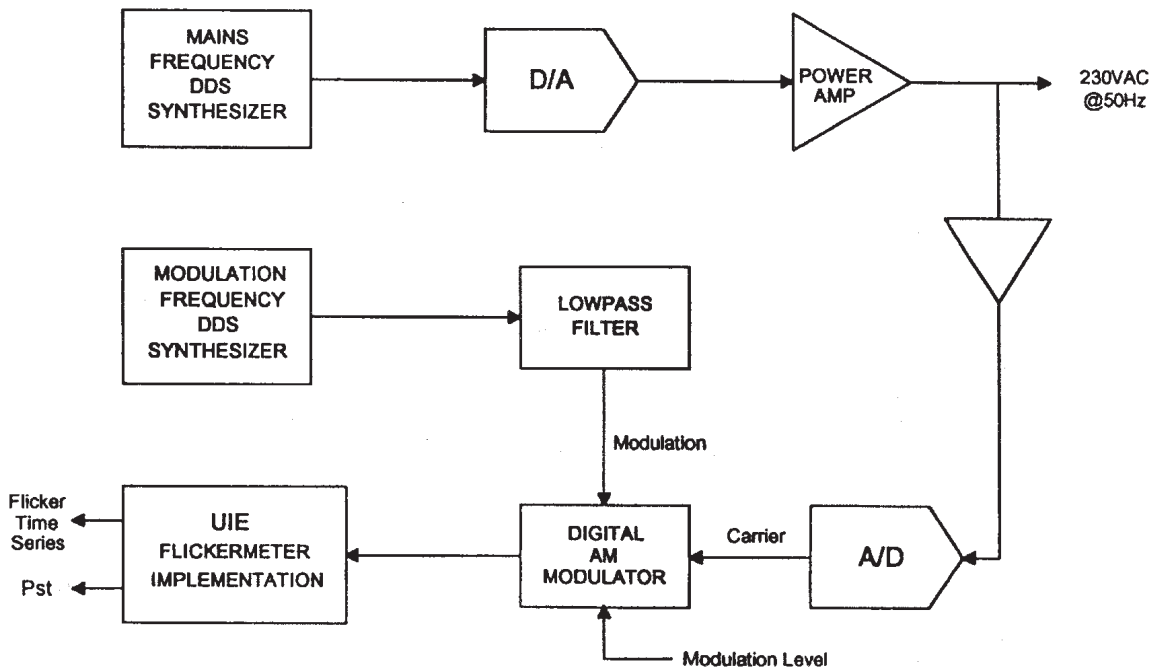 MAINS
FREQUENCY
DDS
SYNTHESIZER
D/A
POWER
AMP
230VAC
@50Hz
MODULATION
FREQUENCY
DDS
SYNTHESIZER
LOWPASS
FILTER
Modulation
Flicker
Time
Series
Pst
UIE
FLICKERMETER
IMPLEMENTATION
DIGITAL
AM
MODULATOR
Carrier
A/D
Modulation Level